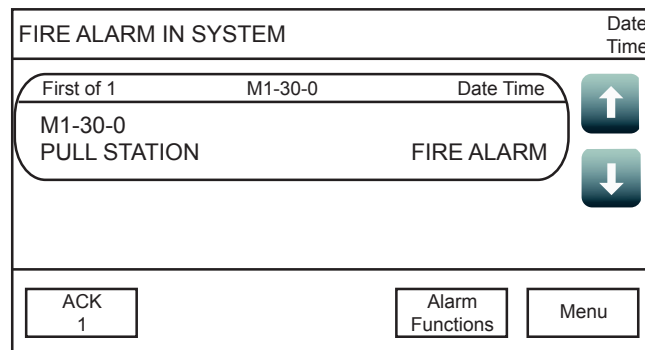 FIRE ALARM IN SYSTEM
Date
Time
First of 1 M1-30-0 Date Time
M1-30-0
PULL STATION FIRE ALARM
ACK
1
Alarm
Functions
Menu